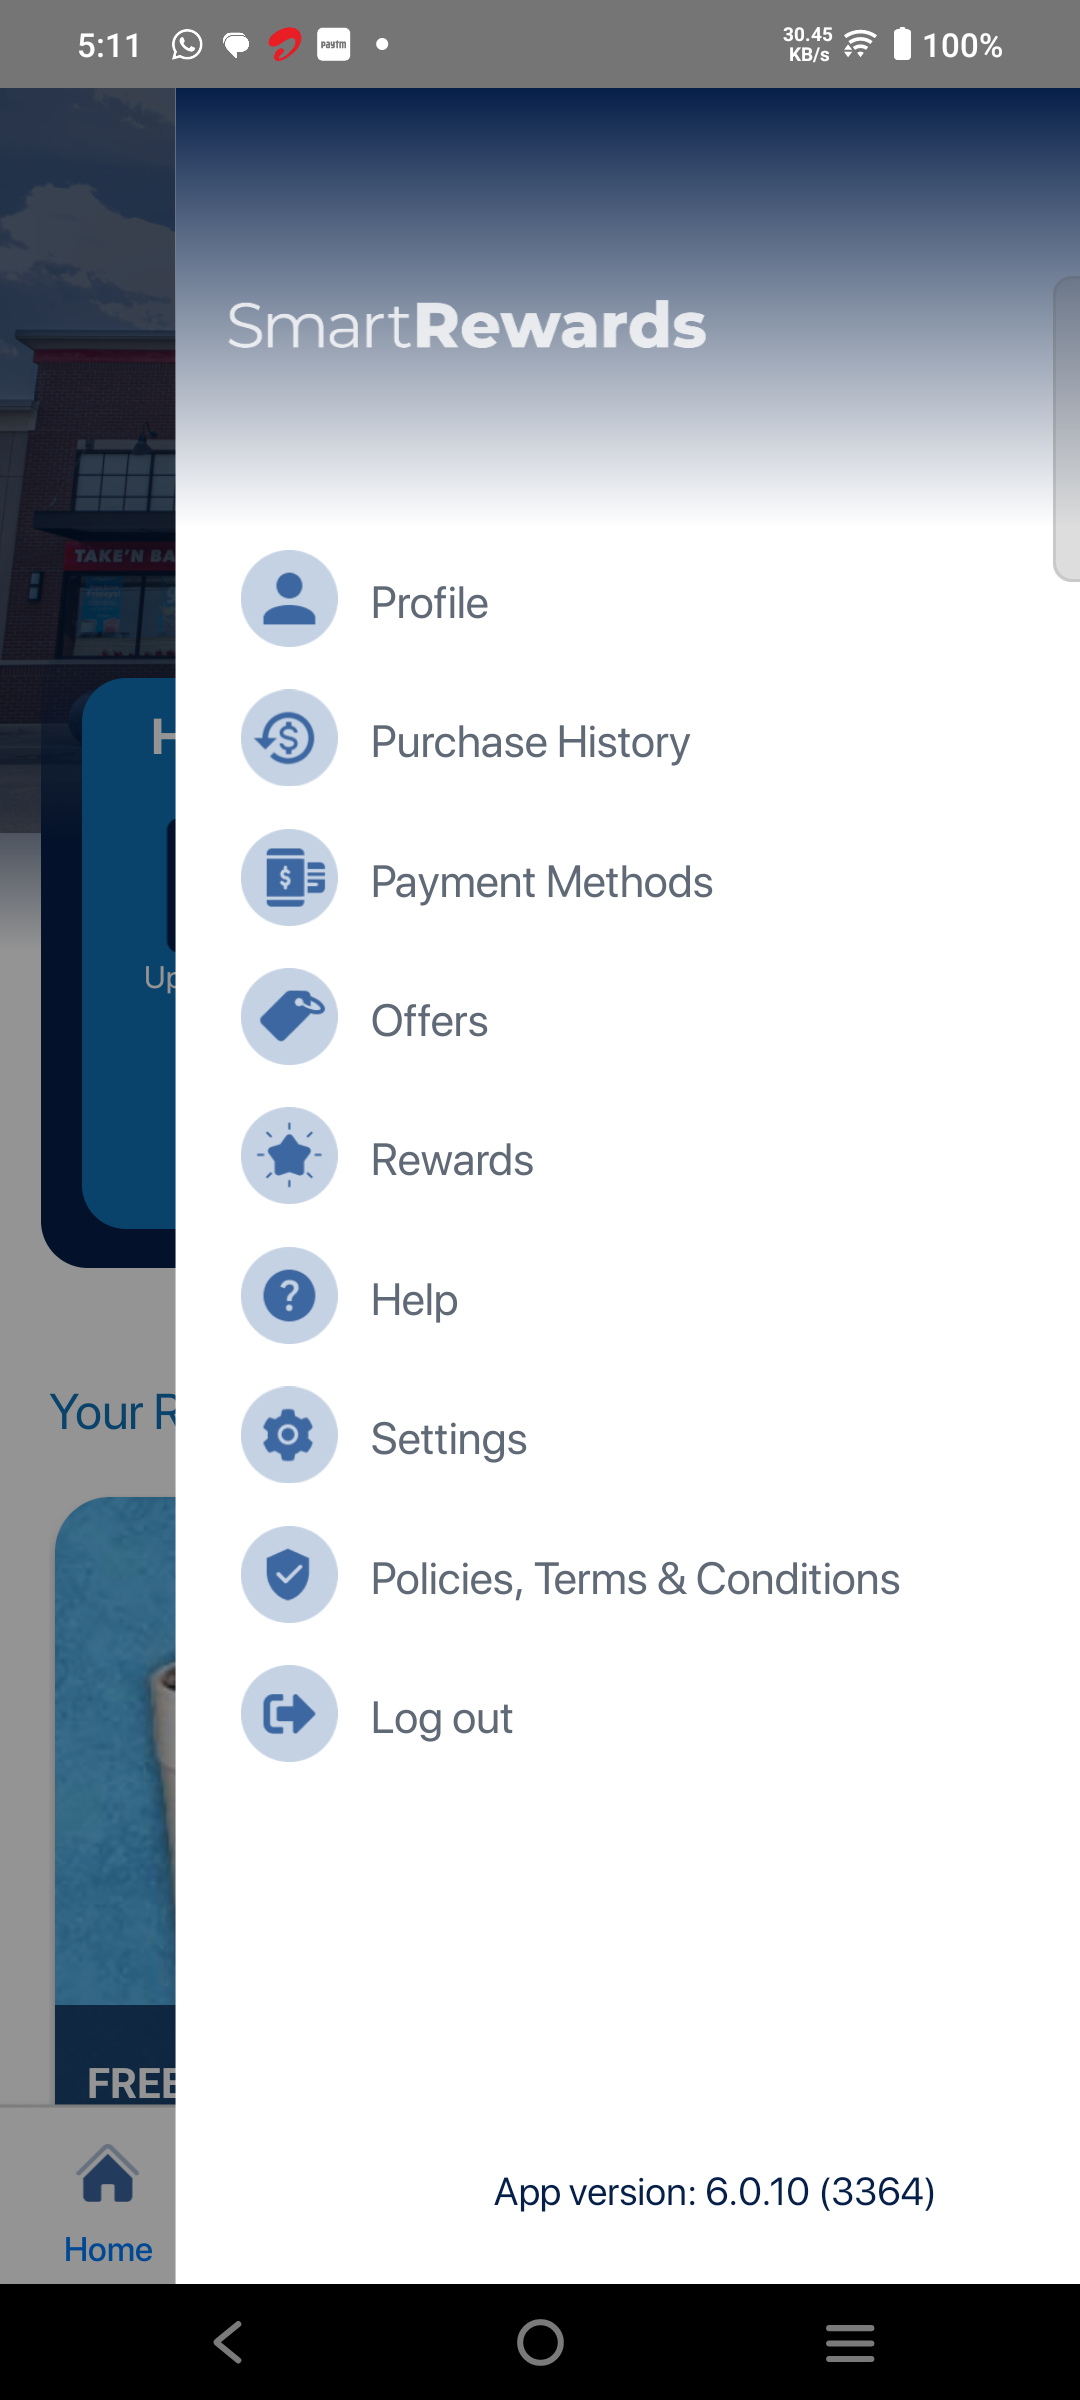 5:11
paytm
30.45
KB/s
100%
SmartRewards
TAKE'N BA
Profile
H
Purchase History
Payment Methods
Up
Offers
Rewards
Help
Your R
Settings
Policies, Terms & Conditions
Log out
FREE
App version: 6.0.10 (3364)
Home